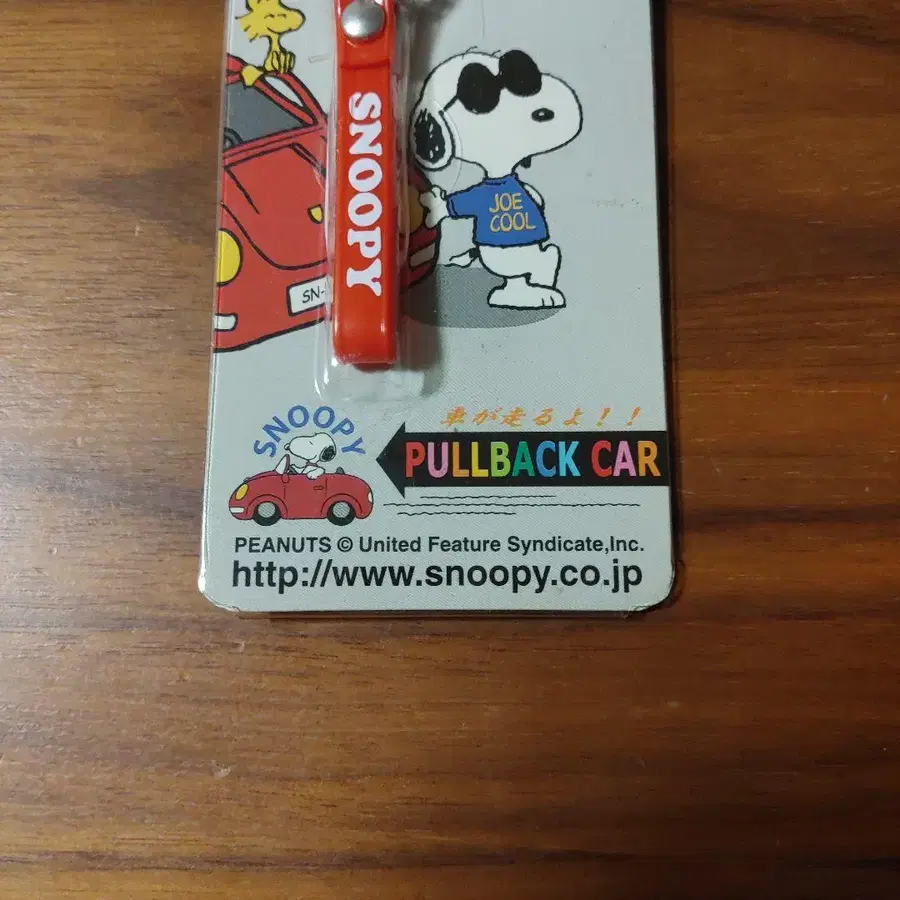 SNOOPY
JOE
COOL
SN-
SNOOPY
車が走るよ！！
PULLBACK CAR
PEANUTS © United Feature Syndicate,Inc.
http://www.snoopy.co.jp